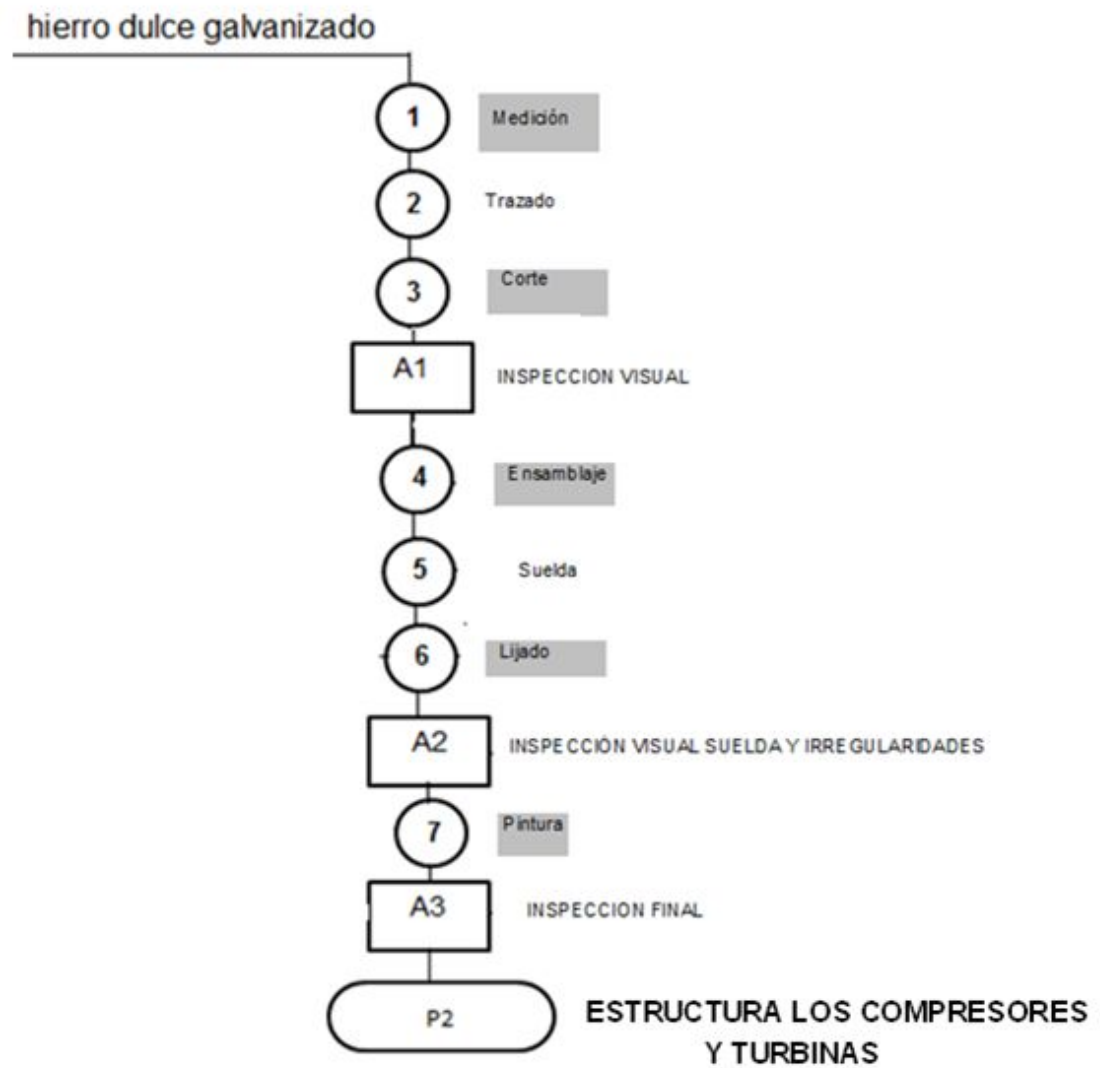 hierro dulce galvanizado
1 Medición
2 Trazado
3 Corte
A1 INSPECCION VISUAL
4 Ensamblaje
5 Suelda
6 Lijado
A2 INSPECCIÓN VISUAL SUELDA Y IRREGULARIDADES
7 Pintura
A3 INSPECCION FINAL
P2 ESTRUCTURA LOS COMPRESORES
Y TURBINAS